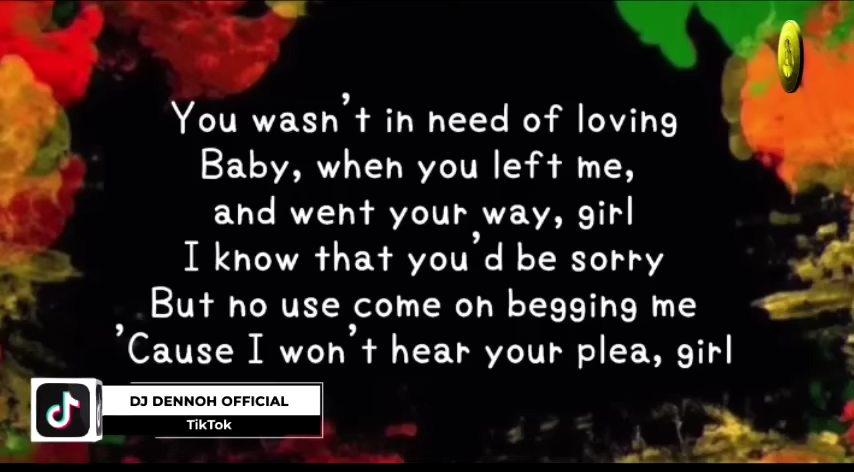 You wasn't in need of loving
Baby, when you left me,
and went your way, girl
I know that you'd be sorry
But no use come on begging me
'Cause I won't hear your plea, girl
DJ DENNOH OFFICIAL
TikTok